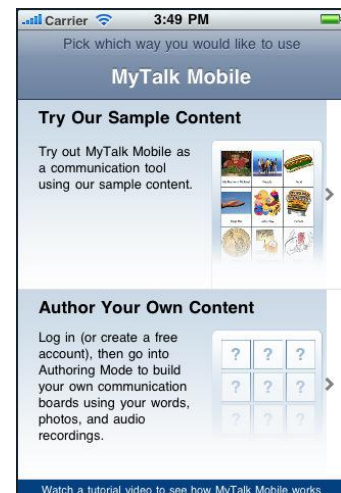 Carrier 3:49 PM
Pick which way you would like to use
MyTalk Mobile
Try Our Sample Content
Try out MyTalk Mobile as
a communication tool
using our sample content.
Author Your Own Content
Log in (or create a free
account), then go into
Authoring Mode to build
your own communication
boards using your words,
photos, and audio
recordings.
? ? ?
? ? ?
? ? ?
Watch a tutorial video to see how MyTalk Mobile works